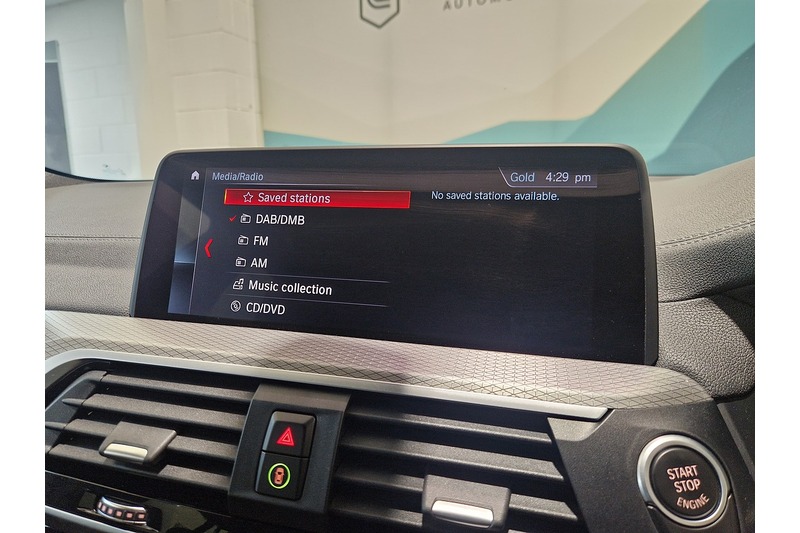 Media/Radio
Gold 4:29 pm
Saved stations
No saved stations available.
DAB/DMB
FM
AM
Music collection
CD/DVD
START
STOP
ENGINE